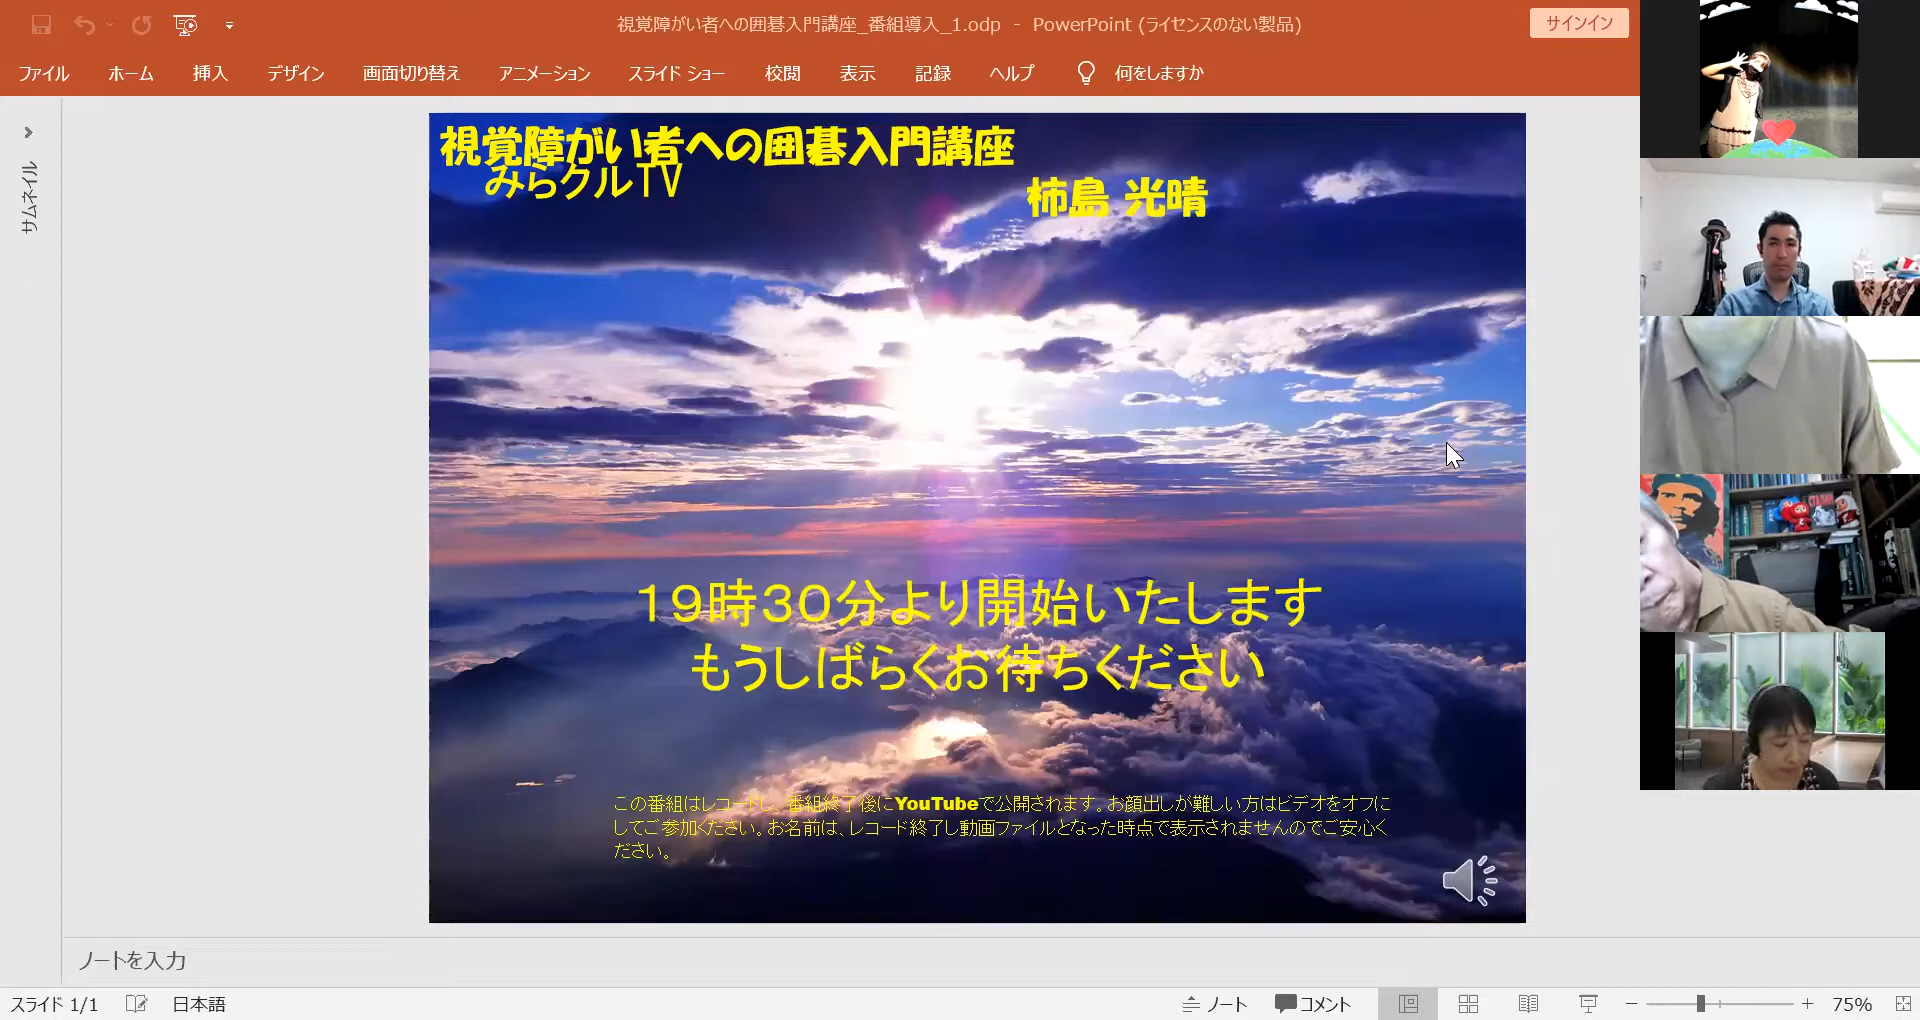 視覚障がい者への囲碁入門講座_番組導入_1.odp - PowerPoint (ライセンスのない製品)
サインイン
ファイル ホーム 挿入 デザイン 画面切り替え アニメーション スライド ショー 校閲 表示 記録 ヘルプ 何をしますか
サムネイル
視覚障がい者への囲碁入門講座
みらクルTV
柿島 光晴
19時30分より開始いたします
もうしばらくお待ちください
この番組はレコードし、番組終了後にYouTubeで公開されます。お顔出しが難しい方はビデオをオフに
してご参加ください。お名前は、レコード終了し動画ファイルとなった時点で表示されませんのでご安心く
ださい。
ノートを入力
スライド 1/1 日本語 ノート コメント 75%